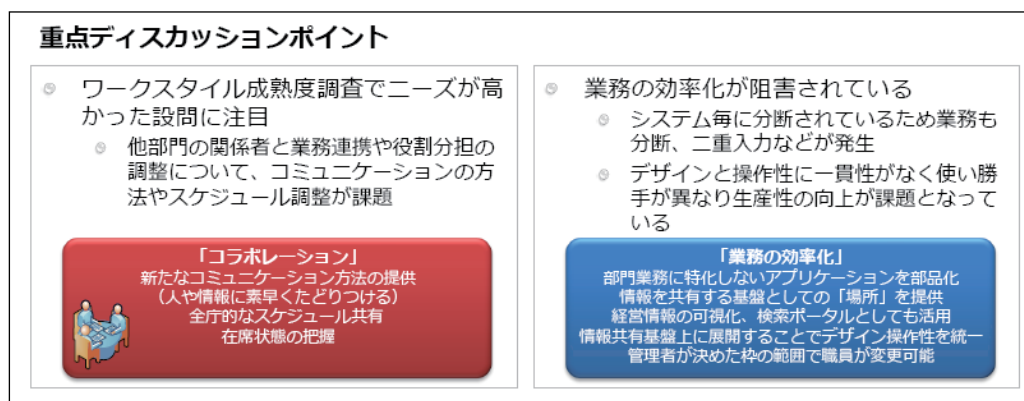 重点ディスカッションポイント
ワークスタイル成熟度調査でニーズが高
かった設問に注目
他部門の関係者と業務連携や役割分担の
調整について、コミュニケーションの方
法やスケジュール調整が課題
「コラボレーション」
新たなコミュニケーション方法の提供
（人や情報に素早くたどりつける）
全庁的なスケジュール共有
在席状態の把握
業務の効率化が阻害されている
システム毎に分断されているため業務も
分断、二重入力などが発生
デザインと操作性に一貫性がなく使い勝
手が異なり生産性の向上が課題となって
いる
「業務の効率化」
部門業務に特化しないアプリケーションを部品化
情報を共有する基盤としての「場所」を提供
経営情報の可視化、検索ポータルとしても活用
情報共有基盤上に展開することでデザイン操作性を統一
管理者が決めた枠の範囲で職員が変更可能